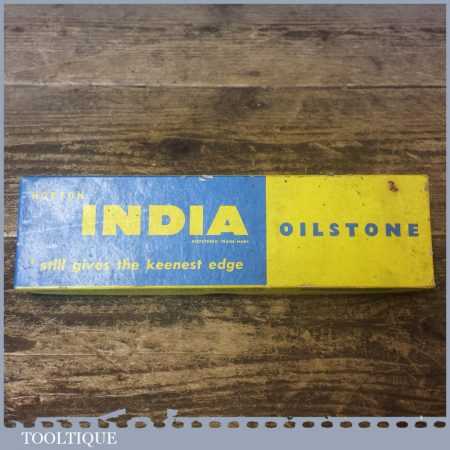 NORTON
INDIA
REGISTERED TRADE-MARK
OILSTONE
still gives the keenest edge
TOOLTIQUE